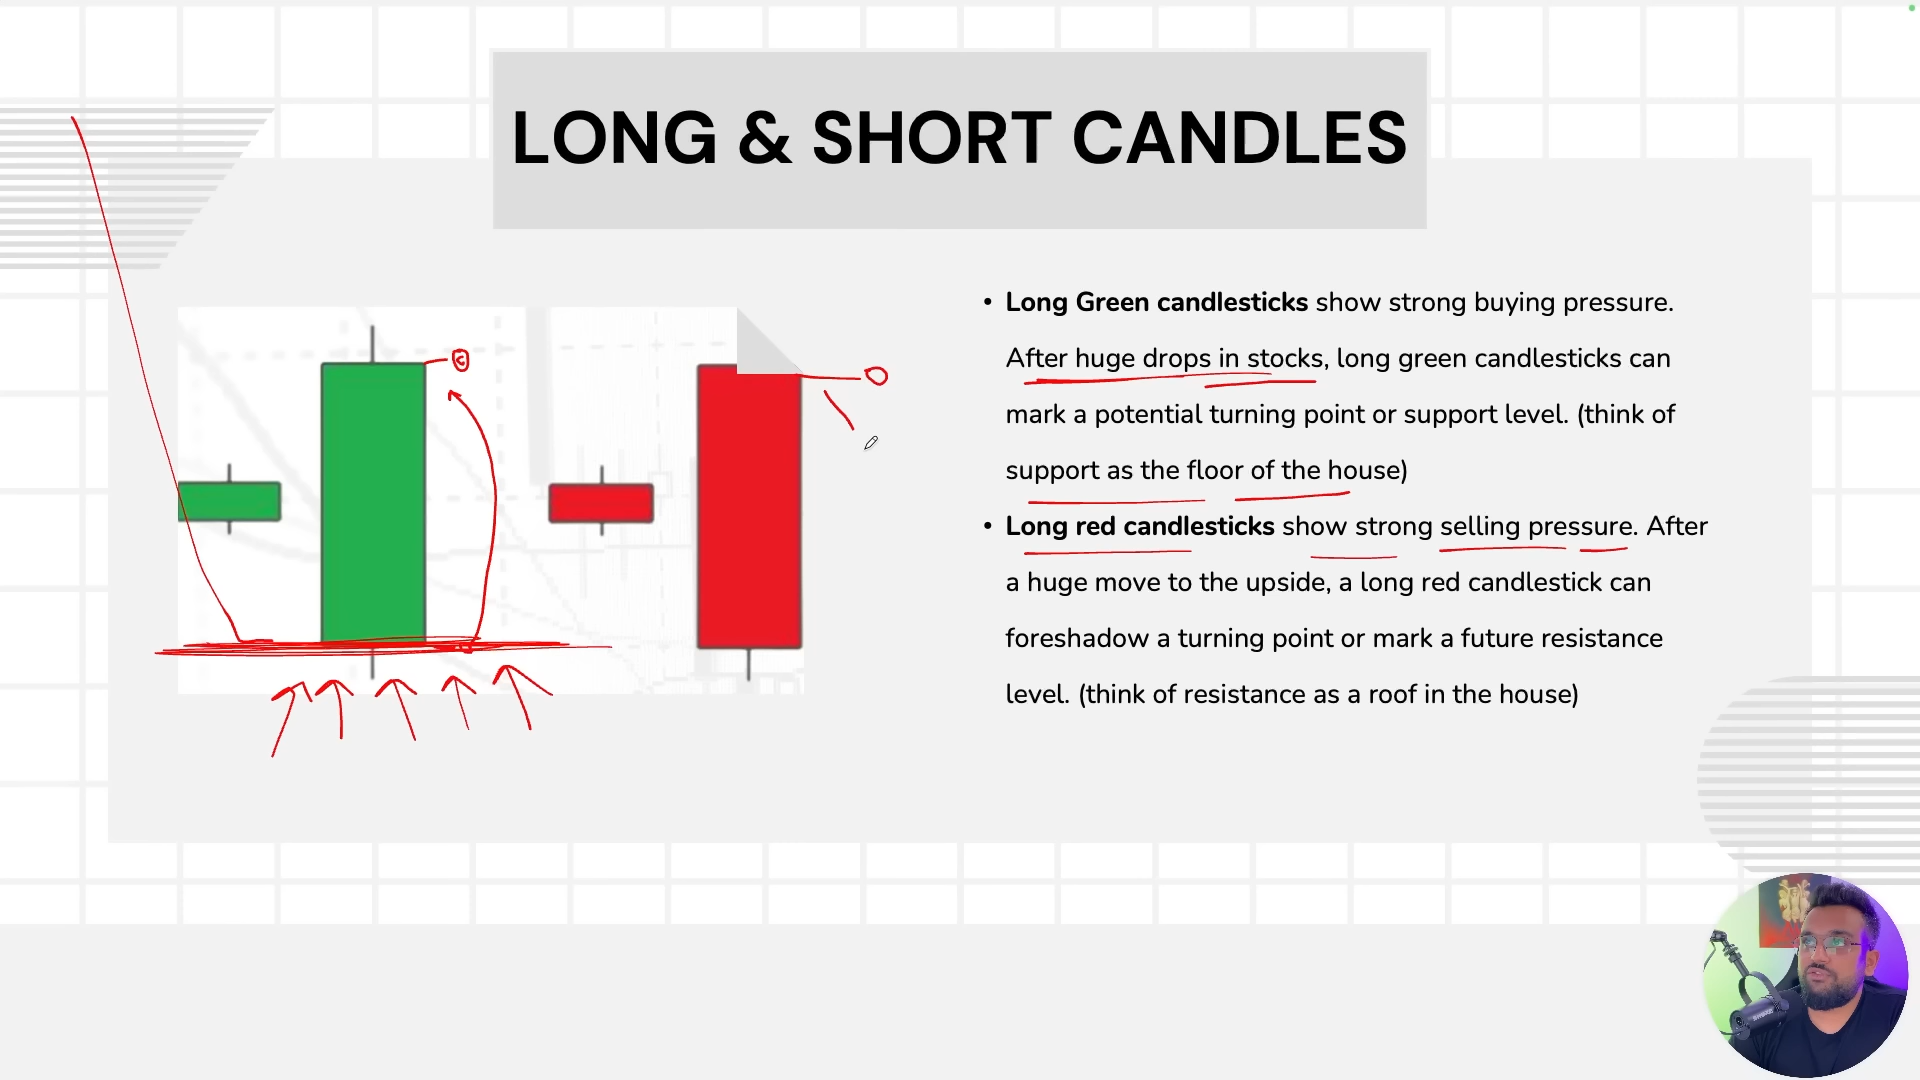 LONG & SHORT CANDLES
• Long Green candlesticks show strong buying pressure.
After huge drops in stocks, long green candlesticks can
mark a potential turning point or support level. (think of
support as the floor of the house)
• Long red candlesticks show strong selling pressure. After
a huge move to the upside, a long red candlestick can
foreshadow a turning point or mark a future resistance
level. (think of resistance as a roof in the house)
C
O